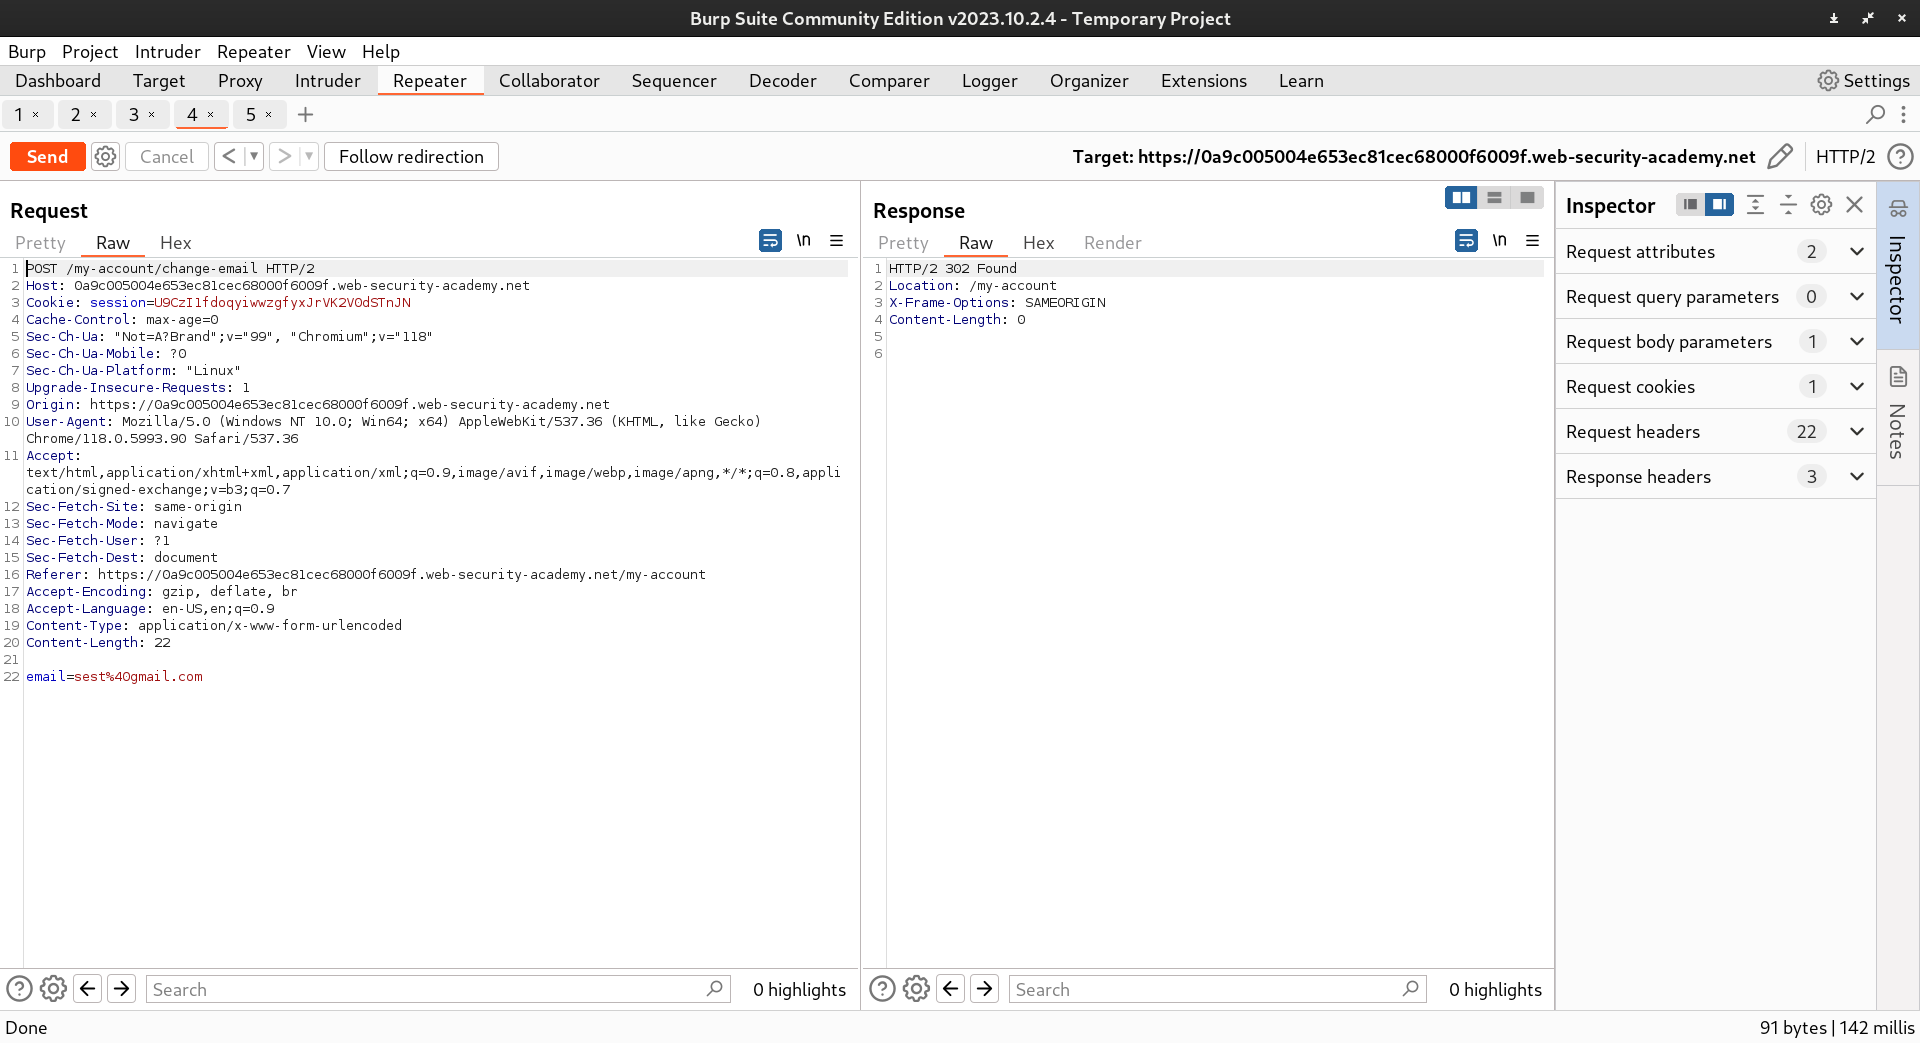 Burp Suite Community Edition v2023.10.2.4 - Temporary Project
Burp Project Intruder Repeater View Help
Dashboard Target Proxy Intruder Repeater Collaborator Sequencer Decoder Comparer Logger Organizer Extensions Learn Settings
1 × 2 × 3 × 4 × 5 × +
Send Cancel < > Follow redirection Target: https://0a9c005004e653ec81cec68000f6009f.web-security-academy.net HTTP/2 ?
Request
Pretty Raw Hex \n
1 POST /my-account/change-email HTTP/2
2 Host: 0a9c005004e653ec81cec68000f6009f.web-security-academy.net
3 Cookie: session=U9CzI1fdoqyiwwzgfyxJrVK2V0dSTnJN
4 Cache-Control: max-age=0
5 Sec-Ch-Ua: "Not=A?Brand";v="99", "Chromium";v="118"
6 Sec-Ch-Ua-Mobile: ?0
7 Sec-Ch-Ua-Platform: "Linux"
8 Upgrade-Insecure-Requests: 1
9 Origin: https://0a9c005004e653ec81cec68000f6009f.web-security-academy.net
10 User-Agent: Mozilla/5.0 (Windows NT 10.0; Win64; x64) AppleWebKit/537.36 (KHTML, like Gecko)
Chrome/118.0.5993.90 Safari/537.36
11 Accept:
text/html,application/xhtml+xml,application/xml;q=0.9,image/avif,image/webp,image/apng,*/*;q=0.8,appli
cation/signed-exchange;v=b3;q=0.7
12 Sec-Fetch-Site: same-origin
13 Sec-Fetch-Mode: navigate
14 Sec-Fetch-User: ?1
15 Sec-Fetch-Dest: document
16 Referer: https://0a9c005004e653ec81cec68000f6009f.web-security-academy.net/my-account
17 Accept-Encoding: gzip, deflate, br
18 Accept-Language: en-US,en;q=0.9
19 Content-Type: application/x-www-form-urlencoded
20 Content-Length: 22
21
22 email=sest%40gmail.com
? Search 0 highlights
Response
Pretty Raw Hex Render \n
1 HTTP/2 302 Found
2 Location: /my-account
3 X-Frame-Options: SAMEORIGIN
4 Content-Length: 0
5
6
? Search 0 highlights
Inspector
Request attributes 2
Request query parameters 0
Request body parameters 1
Request cookies 1
Request headers 22
Response headers 3
Inspector
Notes
Done 91 bytes | 142 millis